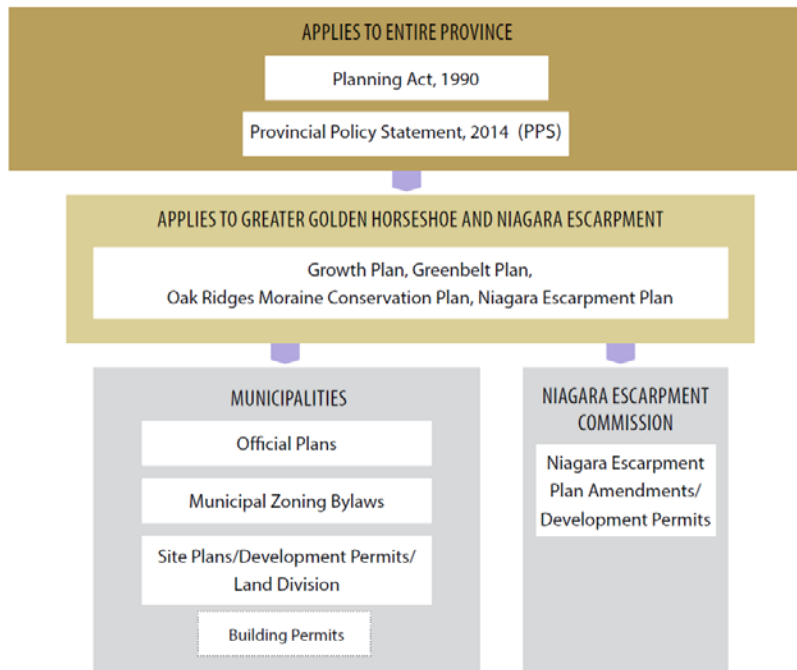 APPLIES TO ENTIRE PROVINCE
Planning Act, 1990
Provincial Policy Statement, 2014 (PPS)
APPLIES TO GREATER GOLDEN HORSESHOE AND NIAGARA ESCARPMENT
Growth Plan, Greenbelt Plan,
Oak Ridges Moraine Conservation Plan, Niagara Escarpment Plan
MUNICIPALITIES
Official Plans
Municipal Zoning Bylaws
Site Plans/Development Permits/
Land Division
Building Permits
NIAGARA ESCARPMENT
COMMISSION
Niagara Escarpment
Plan Amendments/
Development Permits